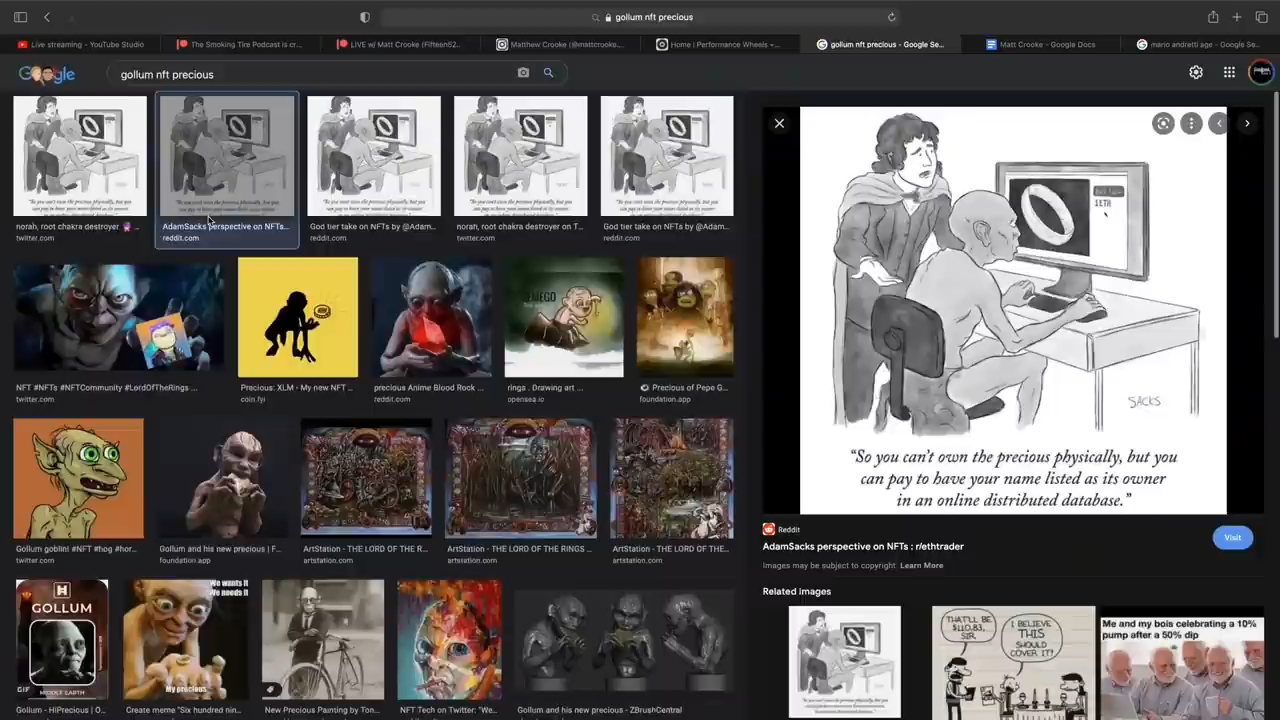 gollum nft precious
Live streaming - YouTube Studio
The Smoking Tire Podcast is cr...
LIVE w/ Matt Crooke (Fifteen52...
Matthew Crooke (@mattcrooke...
Home | Performance Wheels •...
gollum nft precious - Google Se...
Matt Crooke - Google Docs
mario andretti age - Google Se...
gollum nft precious
norah, root chakra destroyer
AdamSacks perspective on NFTs...
God tier take on NFTs by @Adam...
norah, root chakra destroyer on T...
God tier take on NFTs by @Adam...
twitter.com
reddit.com
reddit.com
twitter.com
reddit.com
NFT #NFTs #NFTCommunity #LordOfTheRings ...
Precious: XLM - My new NFT ...
precious Anime Blood Rock ...
rings . Drawing art ...
Precious of Pepe G...
twitter.com
coin.fyi
reddit.com
opensea.io
foundation.app
Gollum goblin! #NFT #hog #hor...
Gollum and his new precious | F...
ArtStation - THE LORD OF THE R...
ArtStation - THE LORD OF THE RINGS ...
ArtStation - THE LORD OF THE...
twitter.com
foundation.app
artstation.com
artstation.com
artstation.com
GOLLUM
GIF
MIDDLE EARTH
We wants it
We needs it
My precious
Gollum - HiPrecious | C...
Six hundred nin...
New Precious Painting by Ton...
NFT Tech on Twitter: "We...
Gollum and his new precious - ZBrushCentral
ETH
SACKS
"So you can't own the precious physically, but you
can pay to have your name listed as its owner
in an online distributed database."
Reddit
AdamSacks perspective on NFTs : r/ethtrader
Visit
Images may be subject to copyright. Learn More
Related images
THAT'LL BE
$110.83,
SIR.
I BELIEVE
THIS
SHOULD
COVER IT!
Me and my bois celebrating a 10%
pump after a 50% dip